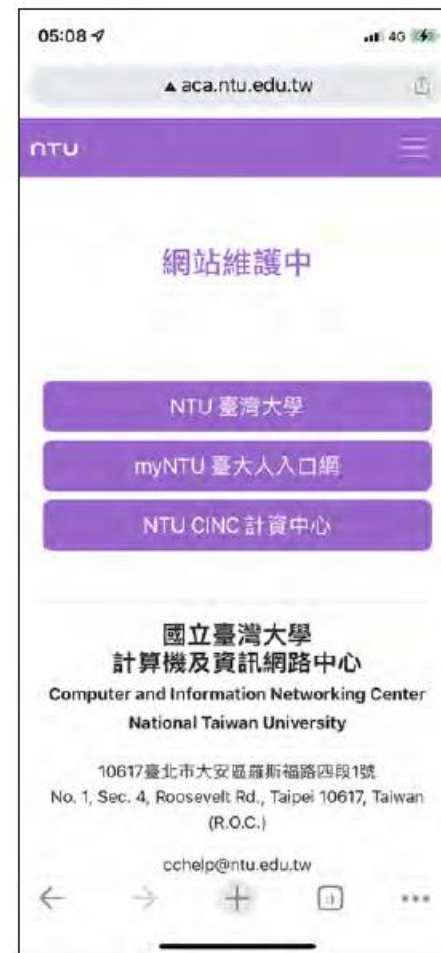 05:08
4G
aca.ntu.edu.tw
NTU
網站維護中
NTU 臺灣大學
myNTU 臺大人入口網
NTU CINC 計資中心
國立臺灣大學
計算機及資訊網路中心
Computer and Information Networking Center
National Taiwan University
10617臺北市大安區羅斯福路四段1號
No. 1, Sec. 4, Roosevelt Rd., Taipei 10617, Taiwan
(R.O.C.)
cchelp@ntu.edu.tw
:)